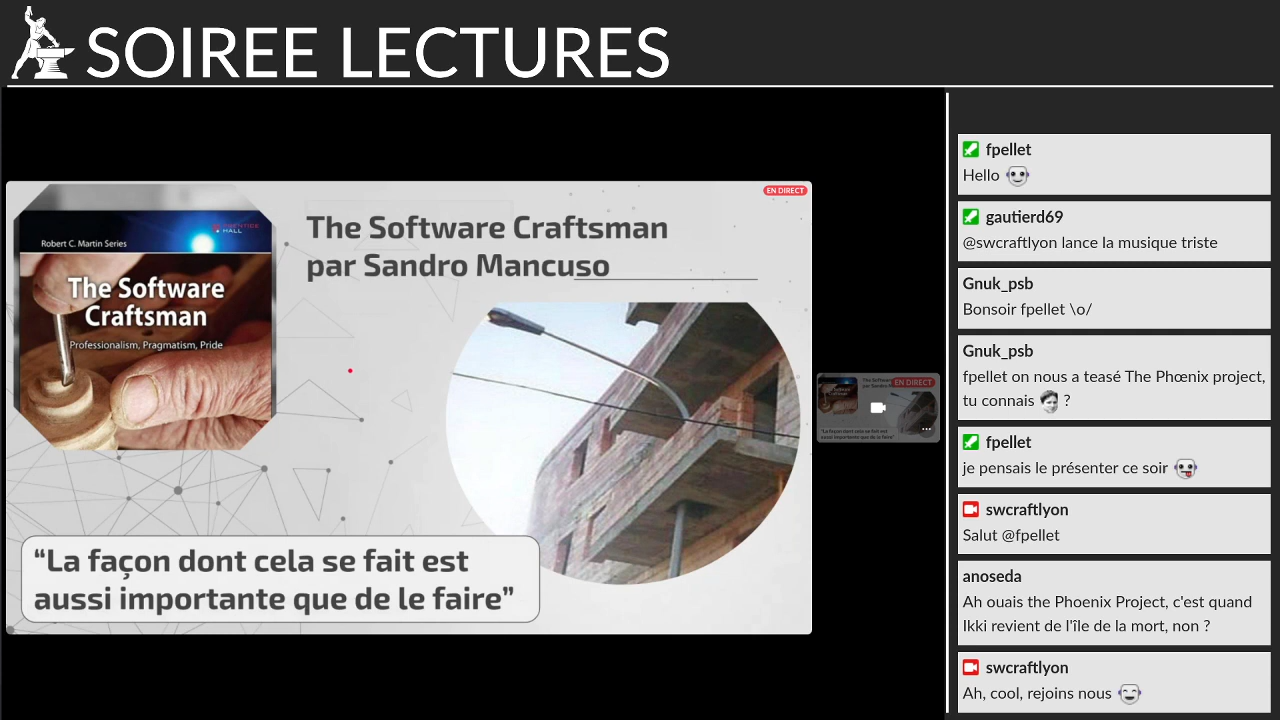 SOIREE LECTURES
EN DIRECT
The Software Craftsman
par Sandro Mancuso
PRENTICE
HALL
Robert C. Martin Series
The Software
Craftsman
Professionalism, Pragmatism, Pride
“La façon dont cela se fait est
aussi importante que de le faire”
EN DIRECT
fpellet
Hello
gautierd69
@swcraftlyon lance la musique triste
Gnuk_psb
Bonsoir fpellet \o/
Gnuk_psb
fpellet on nous a teasé The Phœnix project,
tu connais ?
fpellet
je pensais le présenter ce soir
swcraftlyon
Salut @fpellet
anoseda
Ah ouais the Phoenix Project, c'est quand
Ikki revient de l'île de la mort, non ?
swcraftlyon
Ah, cool, rejoins nous